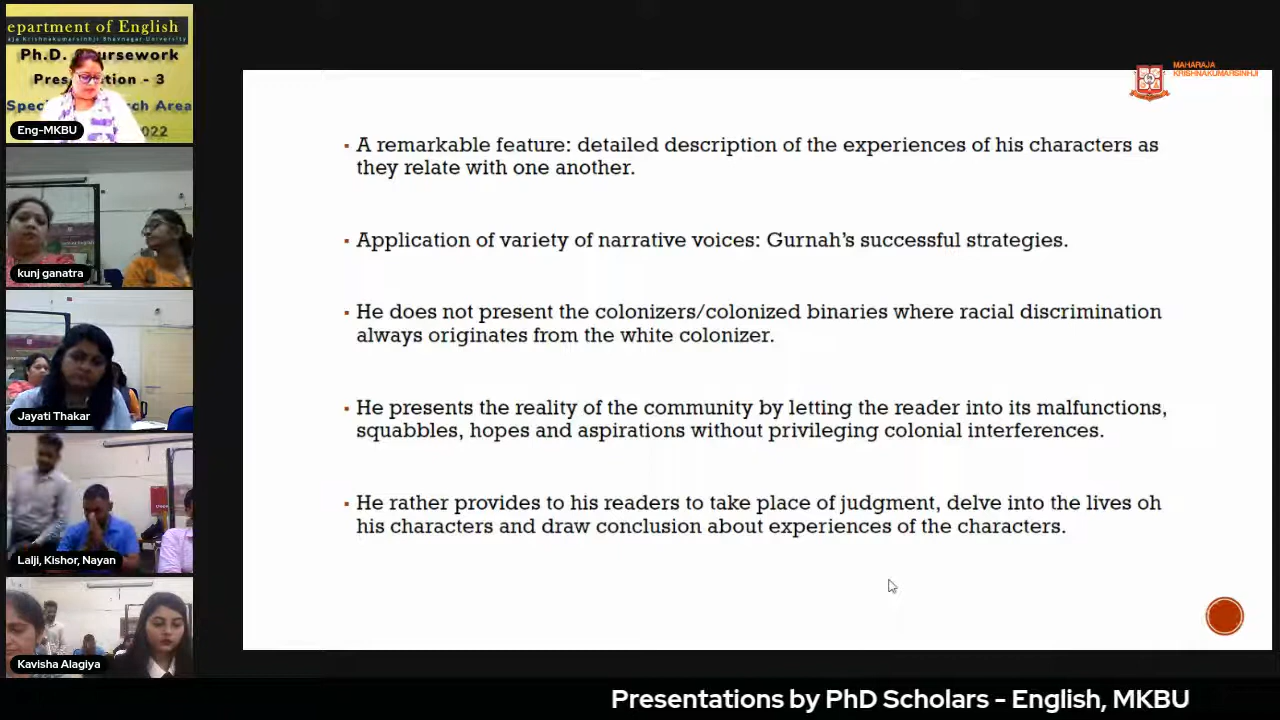 epartment of English
Ph.D.
ursework
Pres
tion - 3
Spec
ch Area
2022
Eng-MKBU
kunj ganatra
Jayati Thakar
Lalji, Kishor, Nayan
Kavisha Alagiya
MAHARAJA
KRISHNAKUMARSINHJI
▪ A remarkable feature: detailed description of the experiences of his characters as
they relate with one another.
▪ Application of variety of narrative voices: Gurnah's successful strategies.
▪ He does not present the colonizers/colonized binaries where racial discrimination
always originates from the white colonizer.
▪ He presents the reality of the community by letting the reader into its malfunctions,
squabbles, hopes and aspirations without privileging colonial interferences.
▪ He rather provides to his readers to take place of judgment, delve into the lives oh
his characters and draw conclusion about experiences of the characters.
Presentations by PhD Scholars - English, MKBU